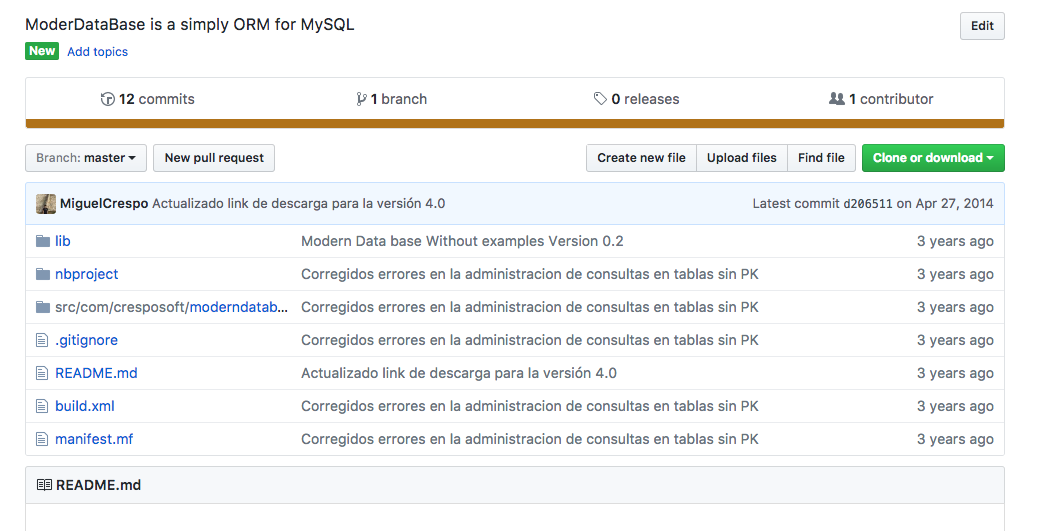 ModerDataBase is a simply ORM for MySQL
Edit
New Add topics
12 commits
1 branch
0 releases
1 contributor
Branch: master
New pull request
Create new file
Upload files
Find file
Clone or download
MiguelCrespo Actualizado link de descarga para la versión 4.0
Latest commit d206511 on Apr 27, 2014
lib Modern Data base Without examples Version 0.2 3 years ago
nbproject Corregidos errores en la administracion de consultas en tablas sin PK 3 years ago
src/com/cresposoft/moderndatab... Corregidos errores en la administracion de consultas en tablas sin PK 3 years ago
.gitignore Corregidos errores en la administracion de consultas en tablas sin PK 3 years ago
README.md Actualizado link de descarga para la versión 4.0 3 years ago
build.xml Corregidos errores en la administracion de consultas en tablas sin PK 3 years ago
manifest.mf Corregidos errores en la administracion de consultas en tablas sin PK 3 years ago
README.md